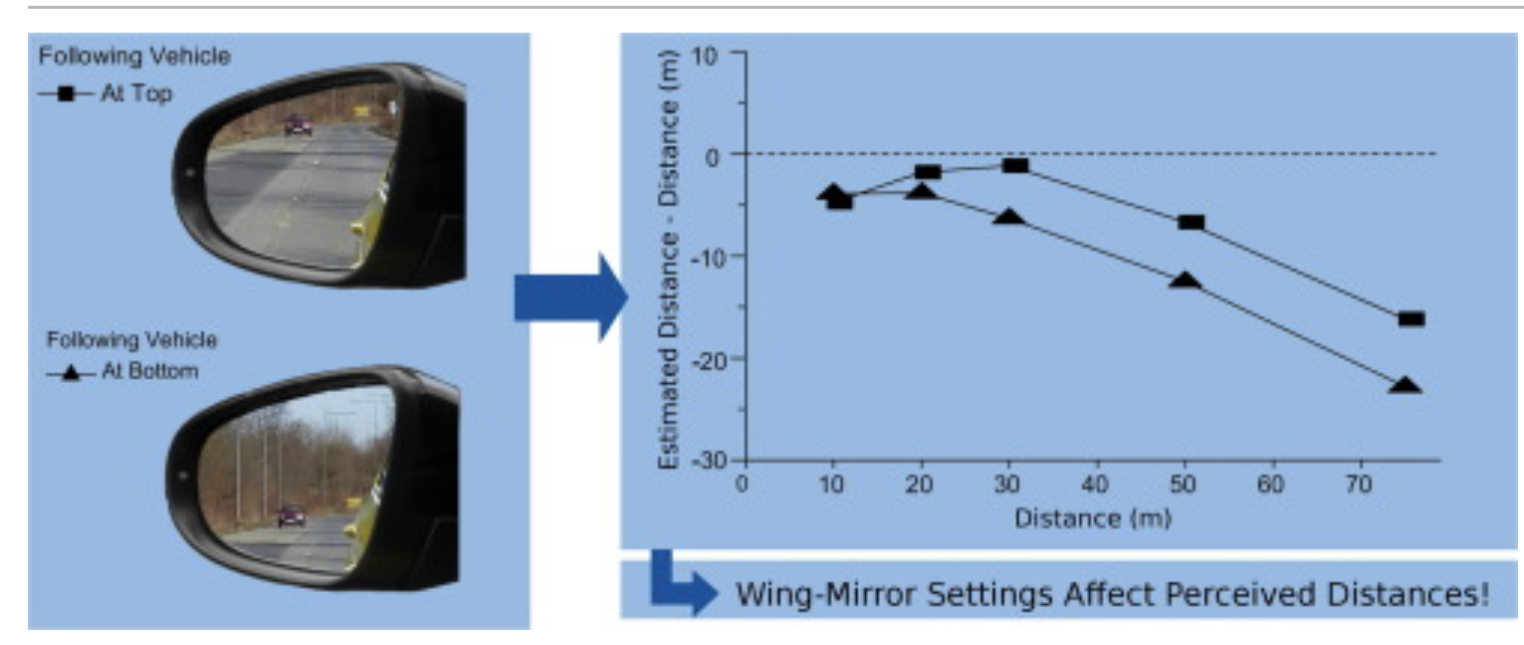 Following Vehicle
At Top
Following Vehicle
At Bottom
Estimated Distance - Distance (m)
10
0
-10
-20
-30
0 10 20 30 40 50 60 70
Distance (m)
Wing-Mirror Settings Affect Perceived Distances!